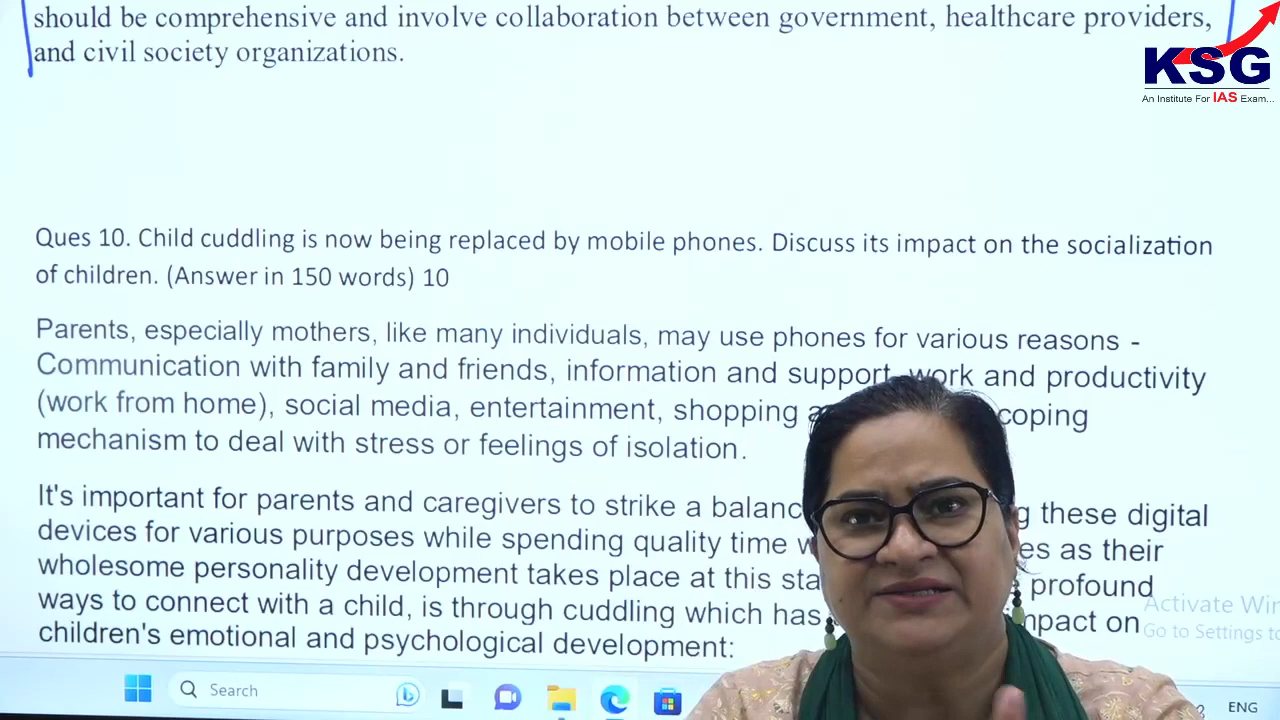 should be comprehensive and involve collaboration between government, healthcare providers,
and civil society organizations.
KSG
An Institute For IAS Exam...
Ques 10. Child cuddling is now being replaced by mobile phones. Discuss its impact on the socialization
of children. (Answer in 150 words) 10
Parents, especially mothers, like many individuals, may use phones for various reasons -
Communication with family and friends, information and support, work and productivity
(work from home), social media, entertainment, shopping coping
mechanism to deal with stress or feelings of isolation.
It's important for parents and caregivers to strike a balanc these digital
devices for various purposes while spending quality time as their
wholesome personality development takes place at this profound
ways to connect with a child, is through cuddling which has impact on
children's emotional and psychological development:
Activate Win
Go to Settings to
Search
ENG